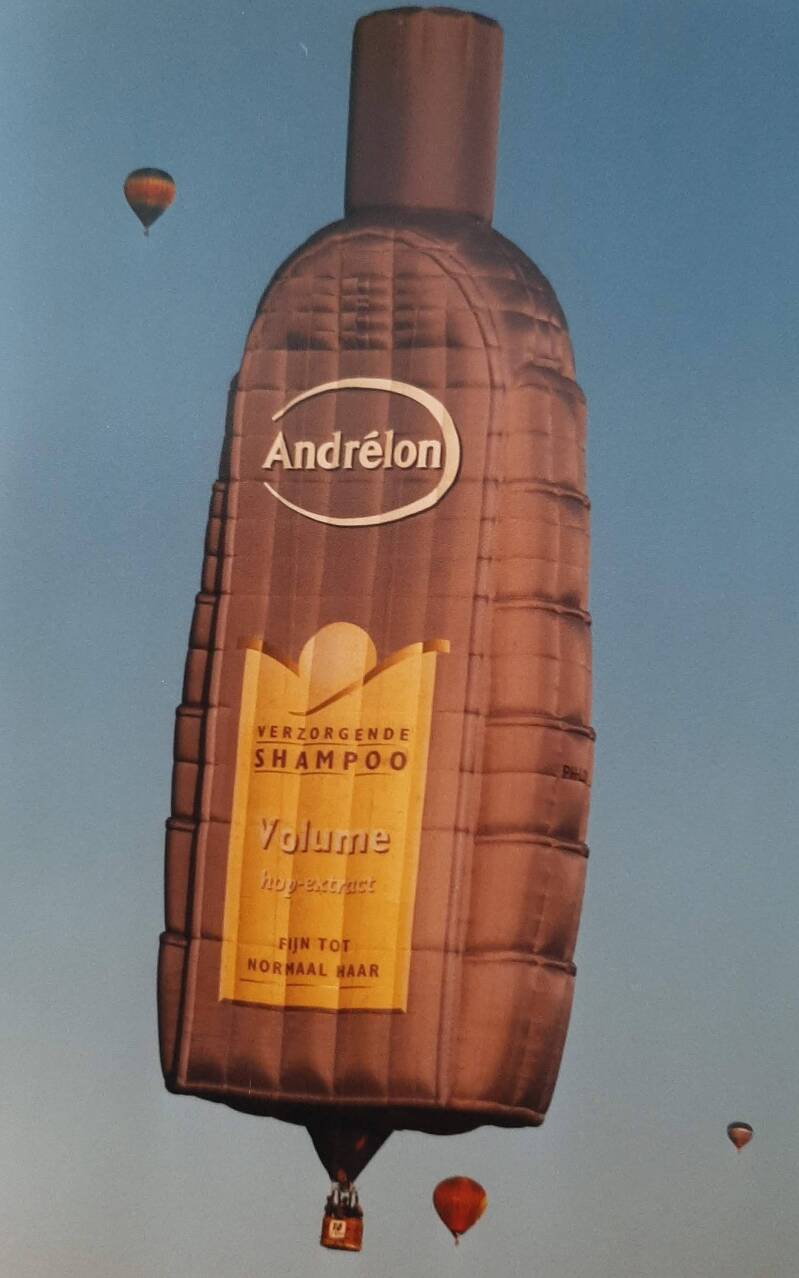 Andrélon
VERZORGENDE
SHAMPOO
Volume
hop-extract
FIJN TOT
NORMAAL HAAR